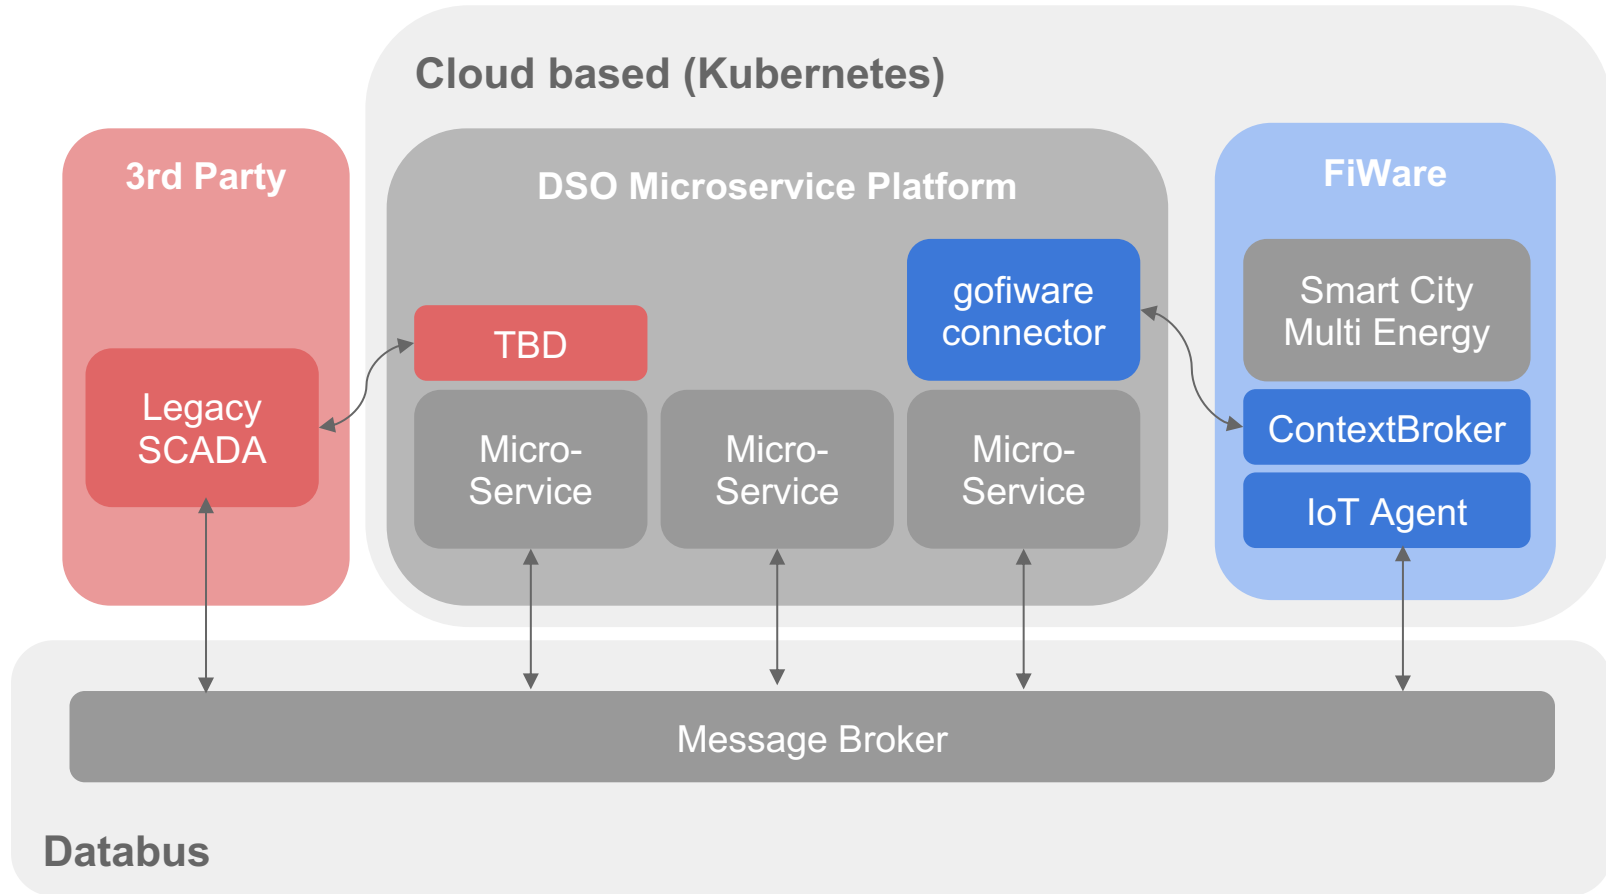 Cloud based (Kubernetes)
3rd Party
DSO Microservice Platform
FiWare
gofiware
connector
Smart City
Multi Energy
TBD
Legacy
SCADA
ContextBroker
Micro-
Service
Micro-
Service
Micro-
Service
IoT Agent
Message Broker
Databus